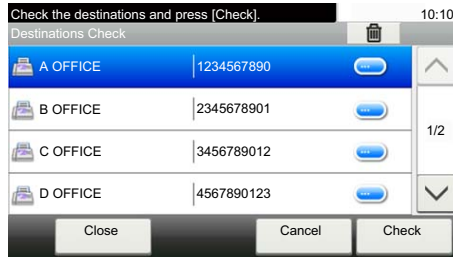 Check the destinations and press [Check]. 10:10
Destinations Check
A OFFICE 1234567890
B OFFICE 2345678901
1/2
C OFFICE 3456789012
D OFFICE 4567890123
Close Cancel Check